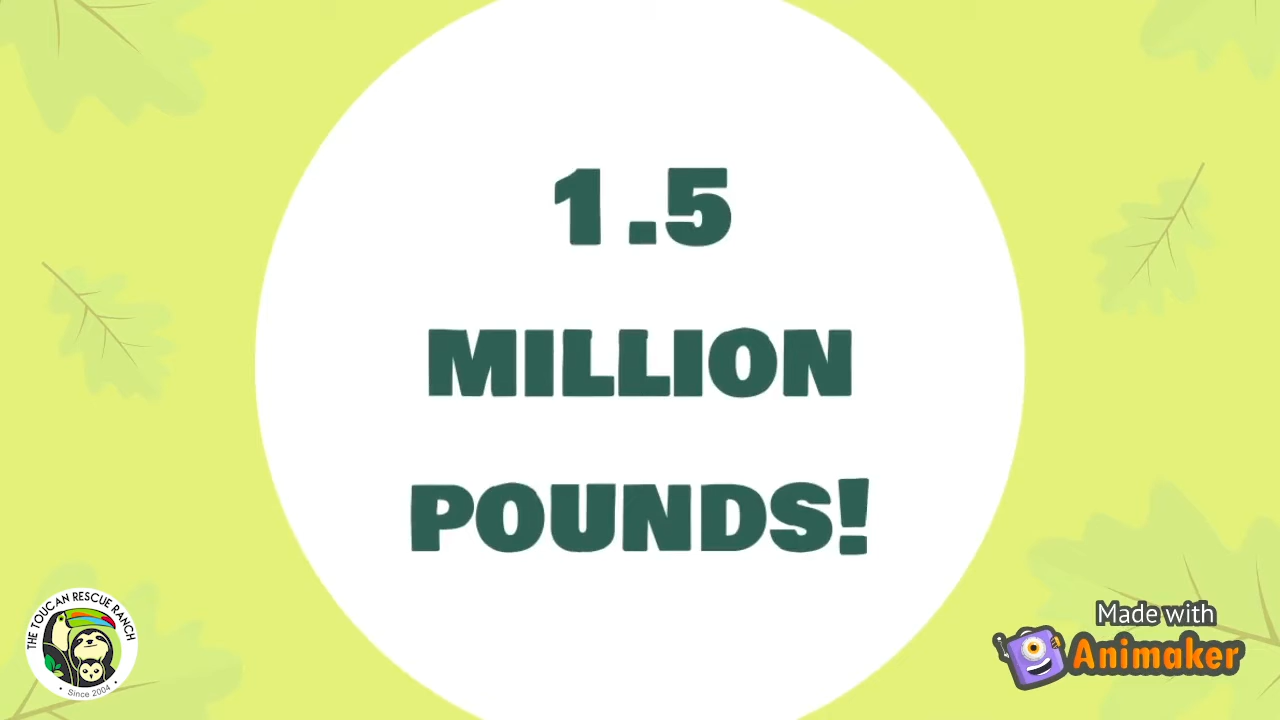 1.5
MILLION
POUNDS!
THE TOUCAN RESCUE RANCH
Since 2004
Made with
Animaker